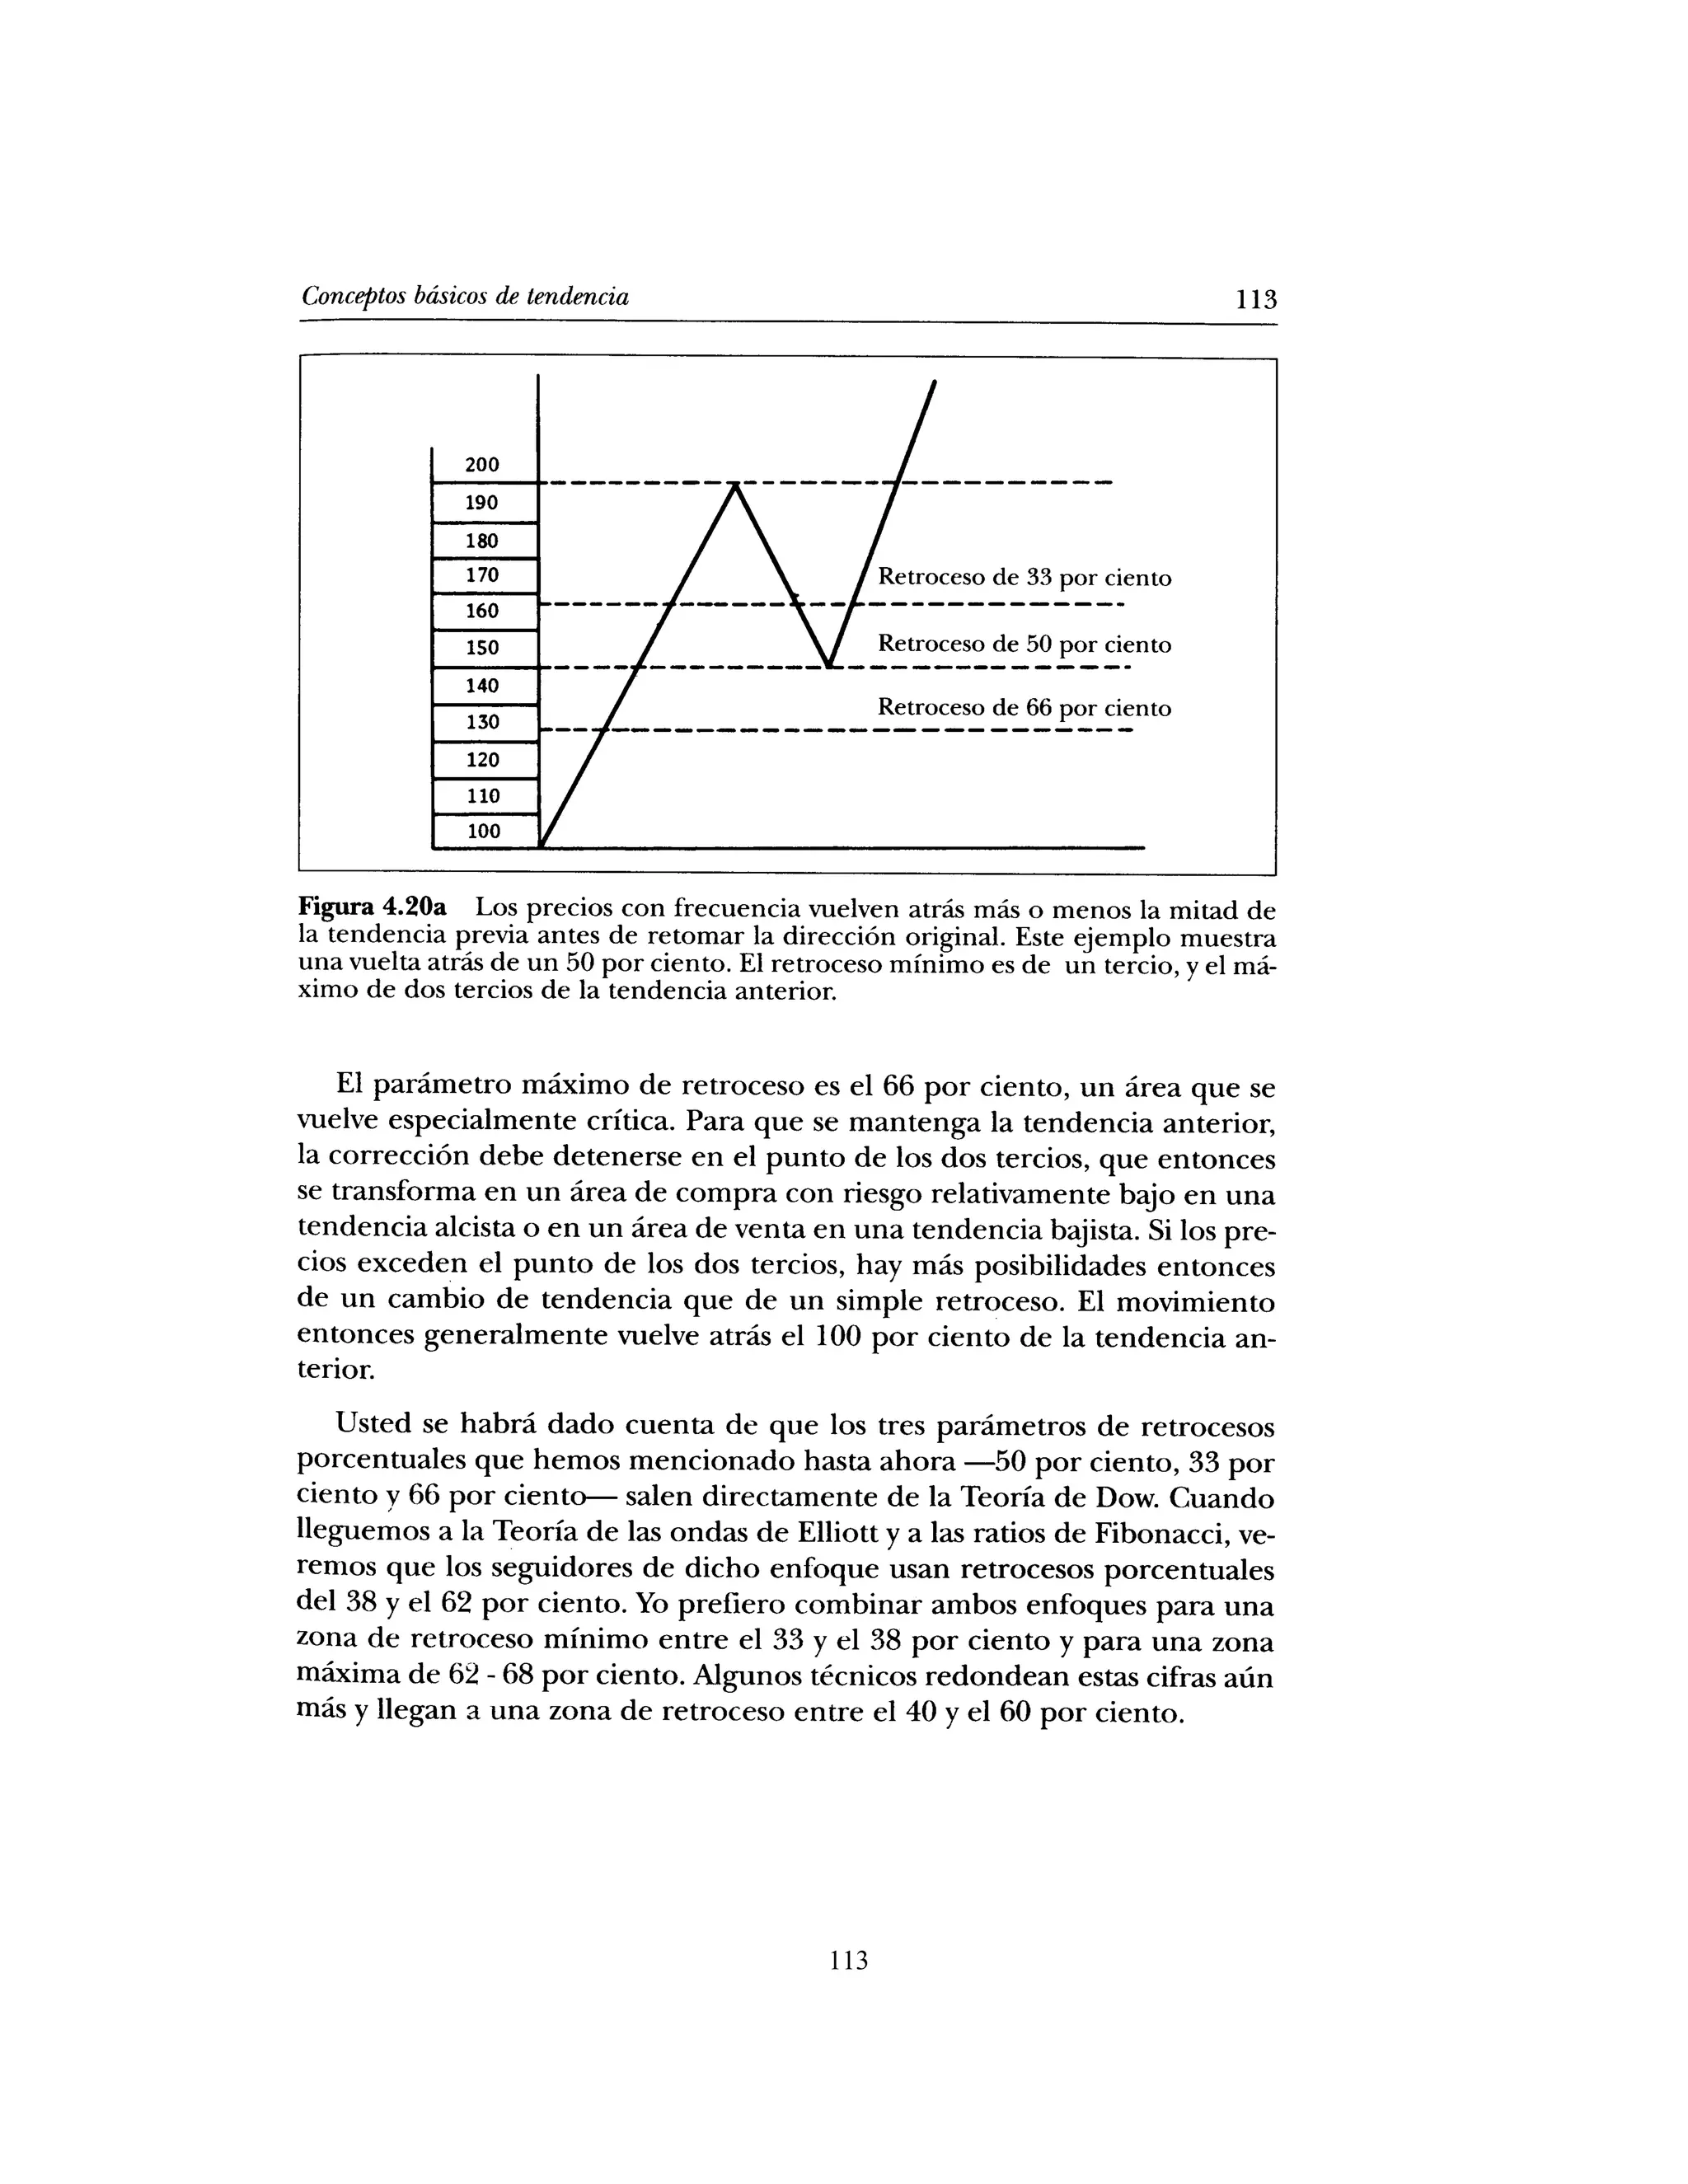 Conceptos básicos de tendencia 113
200
190
180
170
Retroceso de 33 por ciento
160
150
Retroceso de 50 por ciento
140
Retroceso de 66 por ciento
130
120
110
100
Figura 4.20a Los precios con frecuencia vuelven atrás más o menos la mitad de
la tendencia previa antes de retomar la dirección original. Este ejemplo muestra
una vuelta atrás de un 50 por ciento. El retroceso mínimo es de un tercio, y el má-
ximo de dos tercios de la tendencia anterior.
El parámetro máximo de retroceso es el 66 por ciento, un área que se
vuelve especialmente crítica. Para que se mantenga la tendencia anterior,
la corrección debe detenerse en el punto de los dos tercios, que entonces
se transforma en un área de compra con riesgo relativamente bajo en una
tendencia alcista o en un área de venta en una tendencia bajista. Si los pre-
cios exceden el punto de los dos tercios, hay más posibilidades entonces
de un cambio de tendencia que de un simple retroceso. El movimiento
entonces generalmente vuelve atrás el 100 por ciento de la tendencia an-
terior.
Usted se habrá dado cuenta de que los tres parámetros de retrocesos
porcentuales que hemos mencionado hasta ahora —50 por ciento, 33 por
ciento y 66 por ciento— salen directamente de la Teoría de Dow. Cuando
lleguemos a la Teoría de las ondas de Elliott y a las ratios de Fibonacci, ve-
remos que los seguidores de dicho enfoque usan retrocesos porcentuales
del 38 y el 62 por ciento. Yo prefiero combinar ambos enfoques para una
zona de retroceso mínimo entre el 33 y el 38 por ciento y para una zona
máxima de 62 - 68 por ciento. Algunos técnicos redondean estas cifras aún
más y llegan a una zona de retroceso entre el 40 y el 60 por ciento.
113